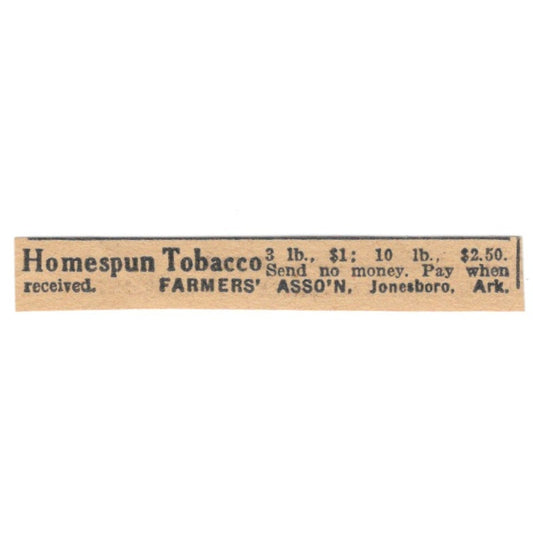 Homespun Tobacco 3 lb., $1; 10 lb., $2.50.
Send no money. Pay when
received. FARMERS' ASSO'N, Jonesboro, Ark.